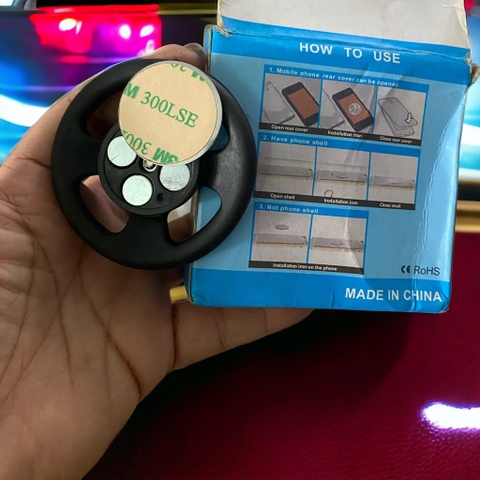 HOW TO USE
1. Mobile phone rear cover can be opened
Open rear cover
Installation iron
Close rear cover
2. Have phone shell
Open shell
Installation iron
Close shell
3. Not phone shell
Installation iron on the phone
CE RoHS
MADE IN CHINA
3M
M 300LSE
3M 300